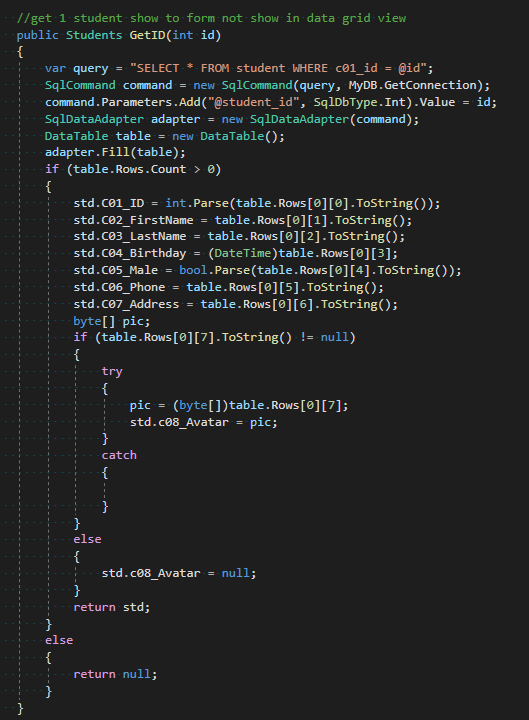 //get 1 student show to form not show in data grid view
public Students GetID(int id)
{
var query = "SELECT * FROM student WHERE c01_id = @id";
SqlCommand command = new SqlCommand(query, MyDB.GetConnection);
command.Parameters.Add("@student_id", SqlDbType.Int).Value = id;
SqlDataAdapter adapter = new SqlDataAdapter(command);
DataTable table = new DataTable();
adapter.Fill(table);
if (table.Rows.Count > 0)
{
std.C01_ID = int.Parse(table.Rows[0][0].ToString());
std.C02_FirstName = table.Rows[0][1].ToString();
std.C03_LastName = table.Rows[0][2].ToString();
std.C04_Birthday = (DateTime)table.Rows[0][3];
std.C05_Male = bool.Parse(table.Rows[0][4].ToString());
std.C06_Phone = table.Rows[0][5].ToString();
std.C07_Address = table.Rows[0][6].ToString();
byte[] pic;
if (table.Rows[0][7].ToString() != null)
{
try
{
pic = (byte[])table.Rows[0][7];
std.c08_Avatar = pic;
}
catch
{
}
}
else
{
std.c08_Avatar = null;
}
return std;
}
else
{
return null;
}
}